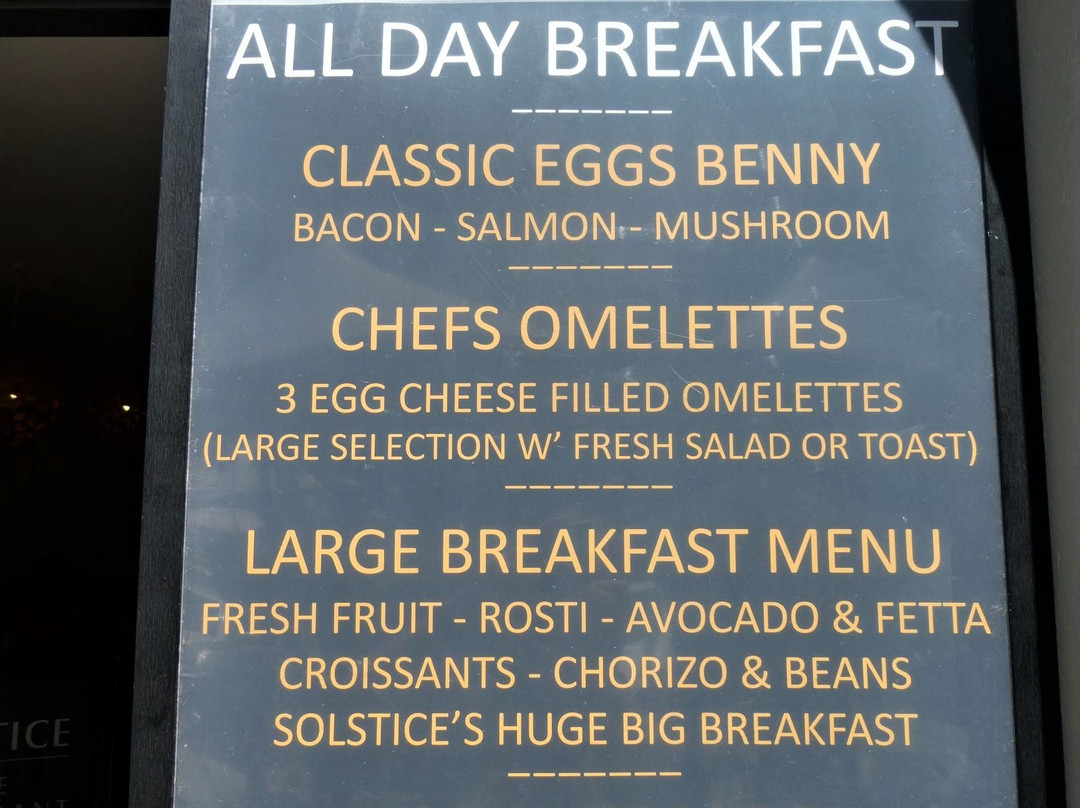 ALL DAY BREAKFAST
-------
CLASSIC EGGS BENNY
BACON - SALMON - MUSHROOM
-------
CHEFS OMELETTES
3 EGG CHEESE FILLED OMELETTES
(LARGE SELECTION W' FRESH SALAD OR TOAST)
-------
LARGE BREAKFAST MENU
FRESH FRUIT - ROSTI - AVOCADO & FETTA
CROISSANTS - CHORIZO & BEANS
SOLSTICE'S HUGE BIG BREAKFAST
-------
TICE